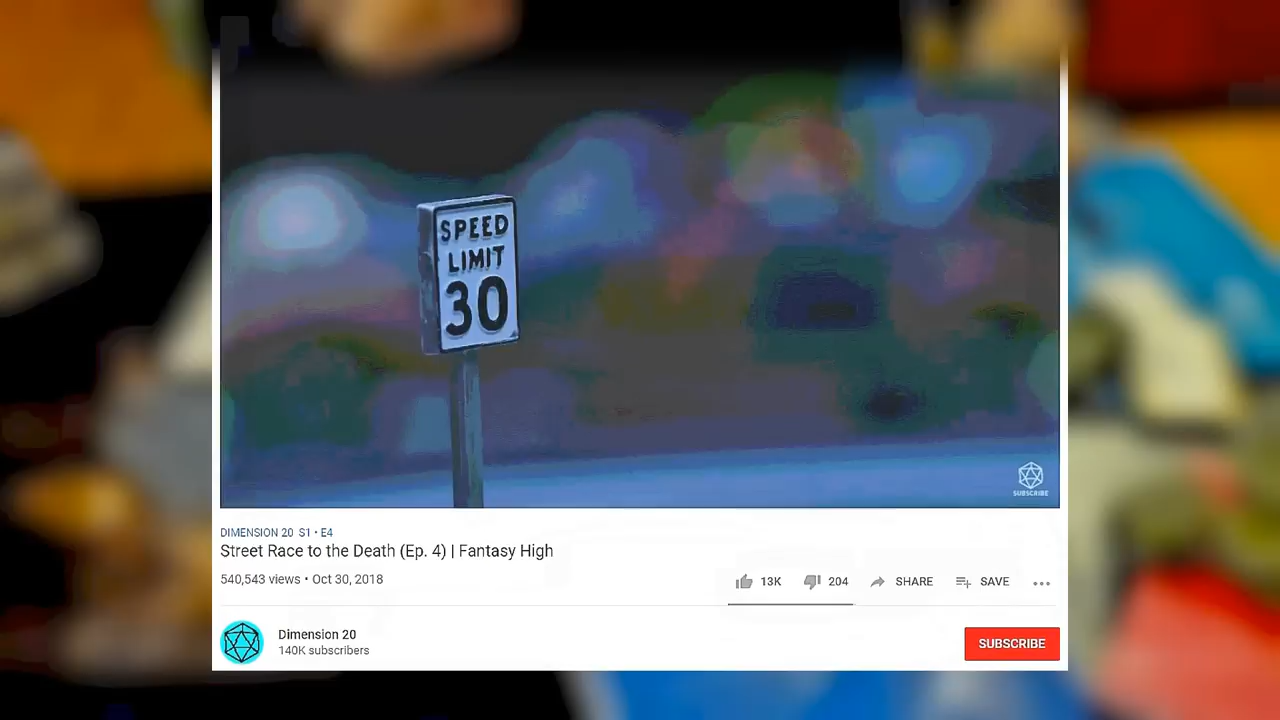 SPEED
LIMIT
30
SUBSCRIBE
DIMENSION 20 S1 • E4
Street Race to the Death (Ep. 4) | Fantasy High
540,543 views • Oct 30, 2018
13K 204 SHARE SAVE
Dimension 20
140K subscribers
SUBSCRIBE